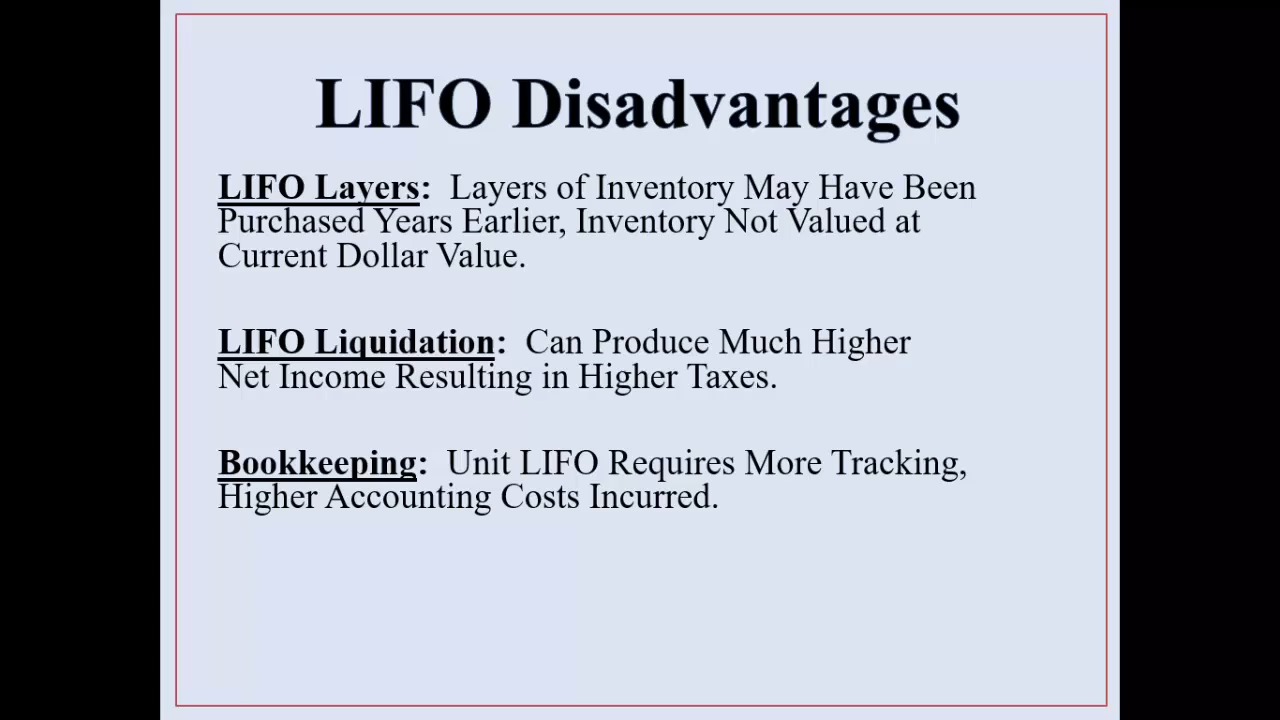 LIFO Disadvantages
LIFO Layers:  Layers of Inventory May Have Been
Purchased Years Earlier, Inventory Not Valued at
Current Dollar Value.
LIFO Liquidation:  Can Produce Much Higher
Net Income Resulting in Higher Taxes.
Bookkeeping:  Unit LIFO Requires More Tracking,
Higher Accounting Costs Incurred.